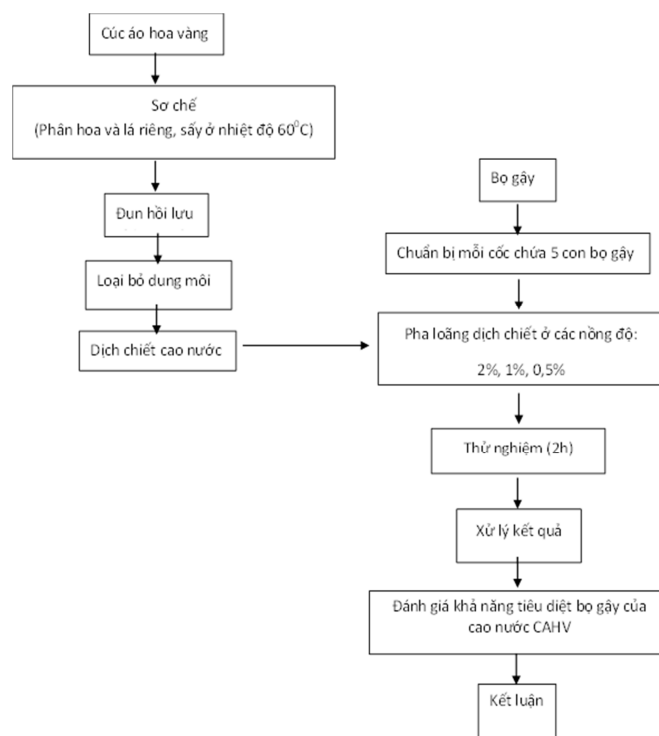 Cúc áo hoa vàng
Sơ chế
(Phân hoa và lá riêng, sấy ở nhiệt độ 60⁰C)
Đun hồi lưu
Loại bỏ dung môi
Dịch chiết cao nước
Bọ gậy
Chuẩn bị mỗi cốc chứa 5 con bọ gậy
Pha loãng dịch chiết ở các nồng độ:
2%, 1%, 0,5%
Thử nghiệm (2h)
Xử lý kết quả
Đánh giá khả năng tiêu diệt bọ gậy của
cao nước CAHV
Kết luận